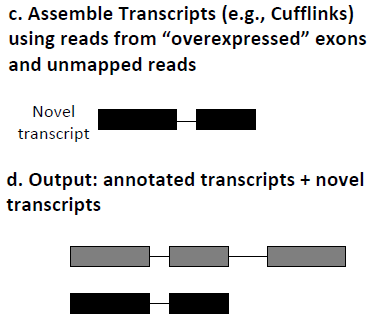 c. Assemble Transcripts (e.g., Cufflinks)
using reads from “overexpressed” exons
and unmapped reads
Novel
transcript
d. Output: annotated transcripts + novel
transcripts